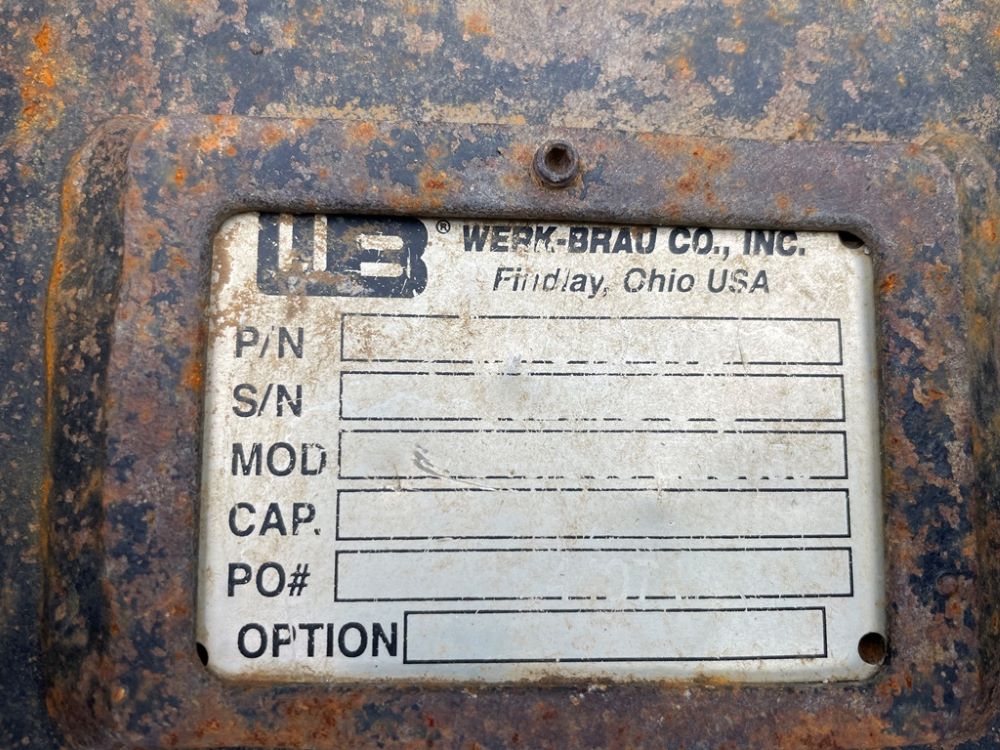 WB® WERK-BRAU CO., INC.
Findlay, Ohio USA
P/N
S/N
MOD
CAP.
PO#
OPTION